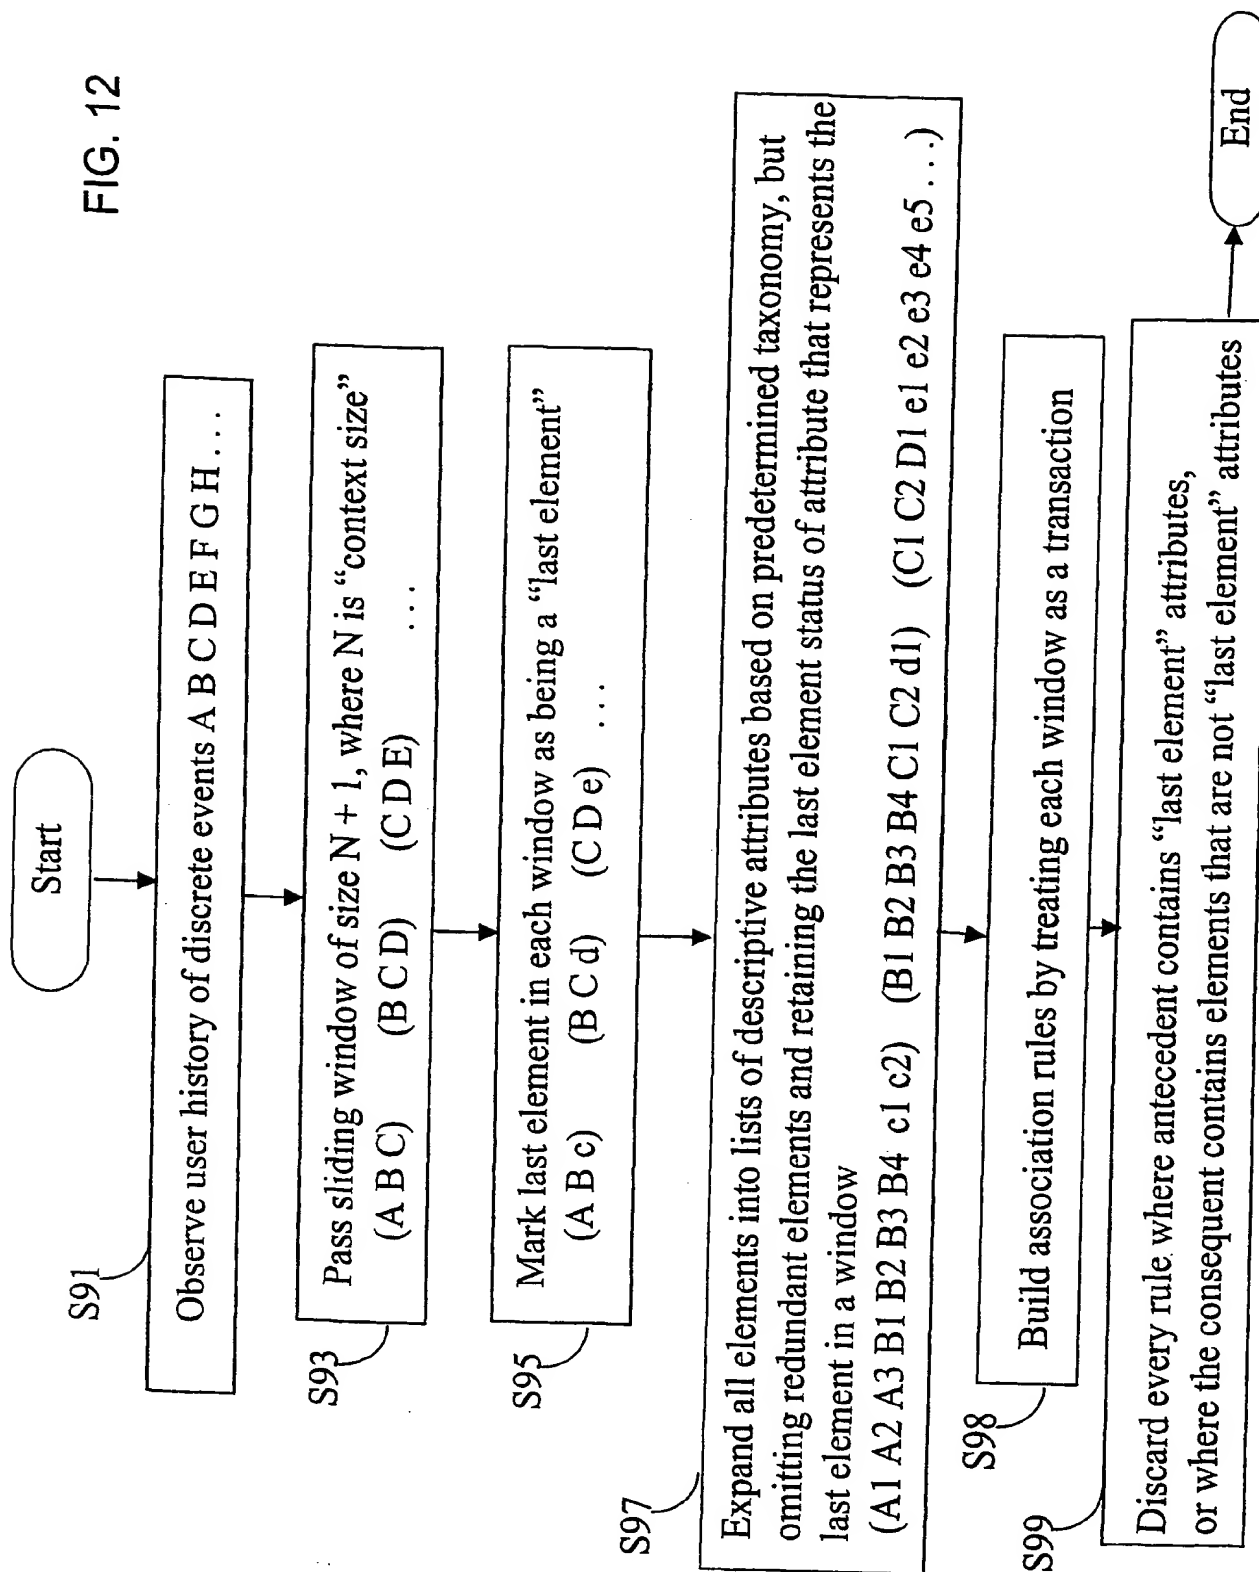 FIG. 12
Start
S91
Observe user history of discrete events A B C D E F G H . . . .
S93
Pass sliding window of size N + 1, where N is “context size”
(A B C) (B C D) (C D E) . . .
S95
Mark last element in each window as being a “last element”
(A B c) (B C d) (C D e) . . .
S97
Expand all elements into lists of descriptive attributes based on predetermined taxonomy, but
omitting redundant elements and retaining the last element status of attribute that represents the
last element in a window
(A1 A2 A3 B1 B2 B3 B4 c1 c2) (B1 B2 B3 B4 C1 C2 d1) (C1 C2 D1 e1 e2 e3 e4 e5 . . . .)
S98
Build association rules by treating each window as a transaction
S99
Discard every rule where antecedent contains “last element” attributes,
or where the consequent contains elements that are not “last element” attributes
End